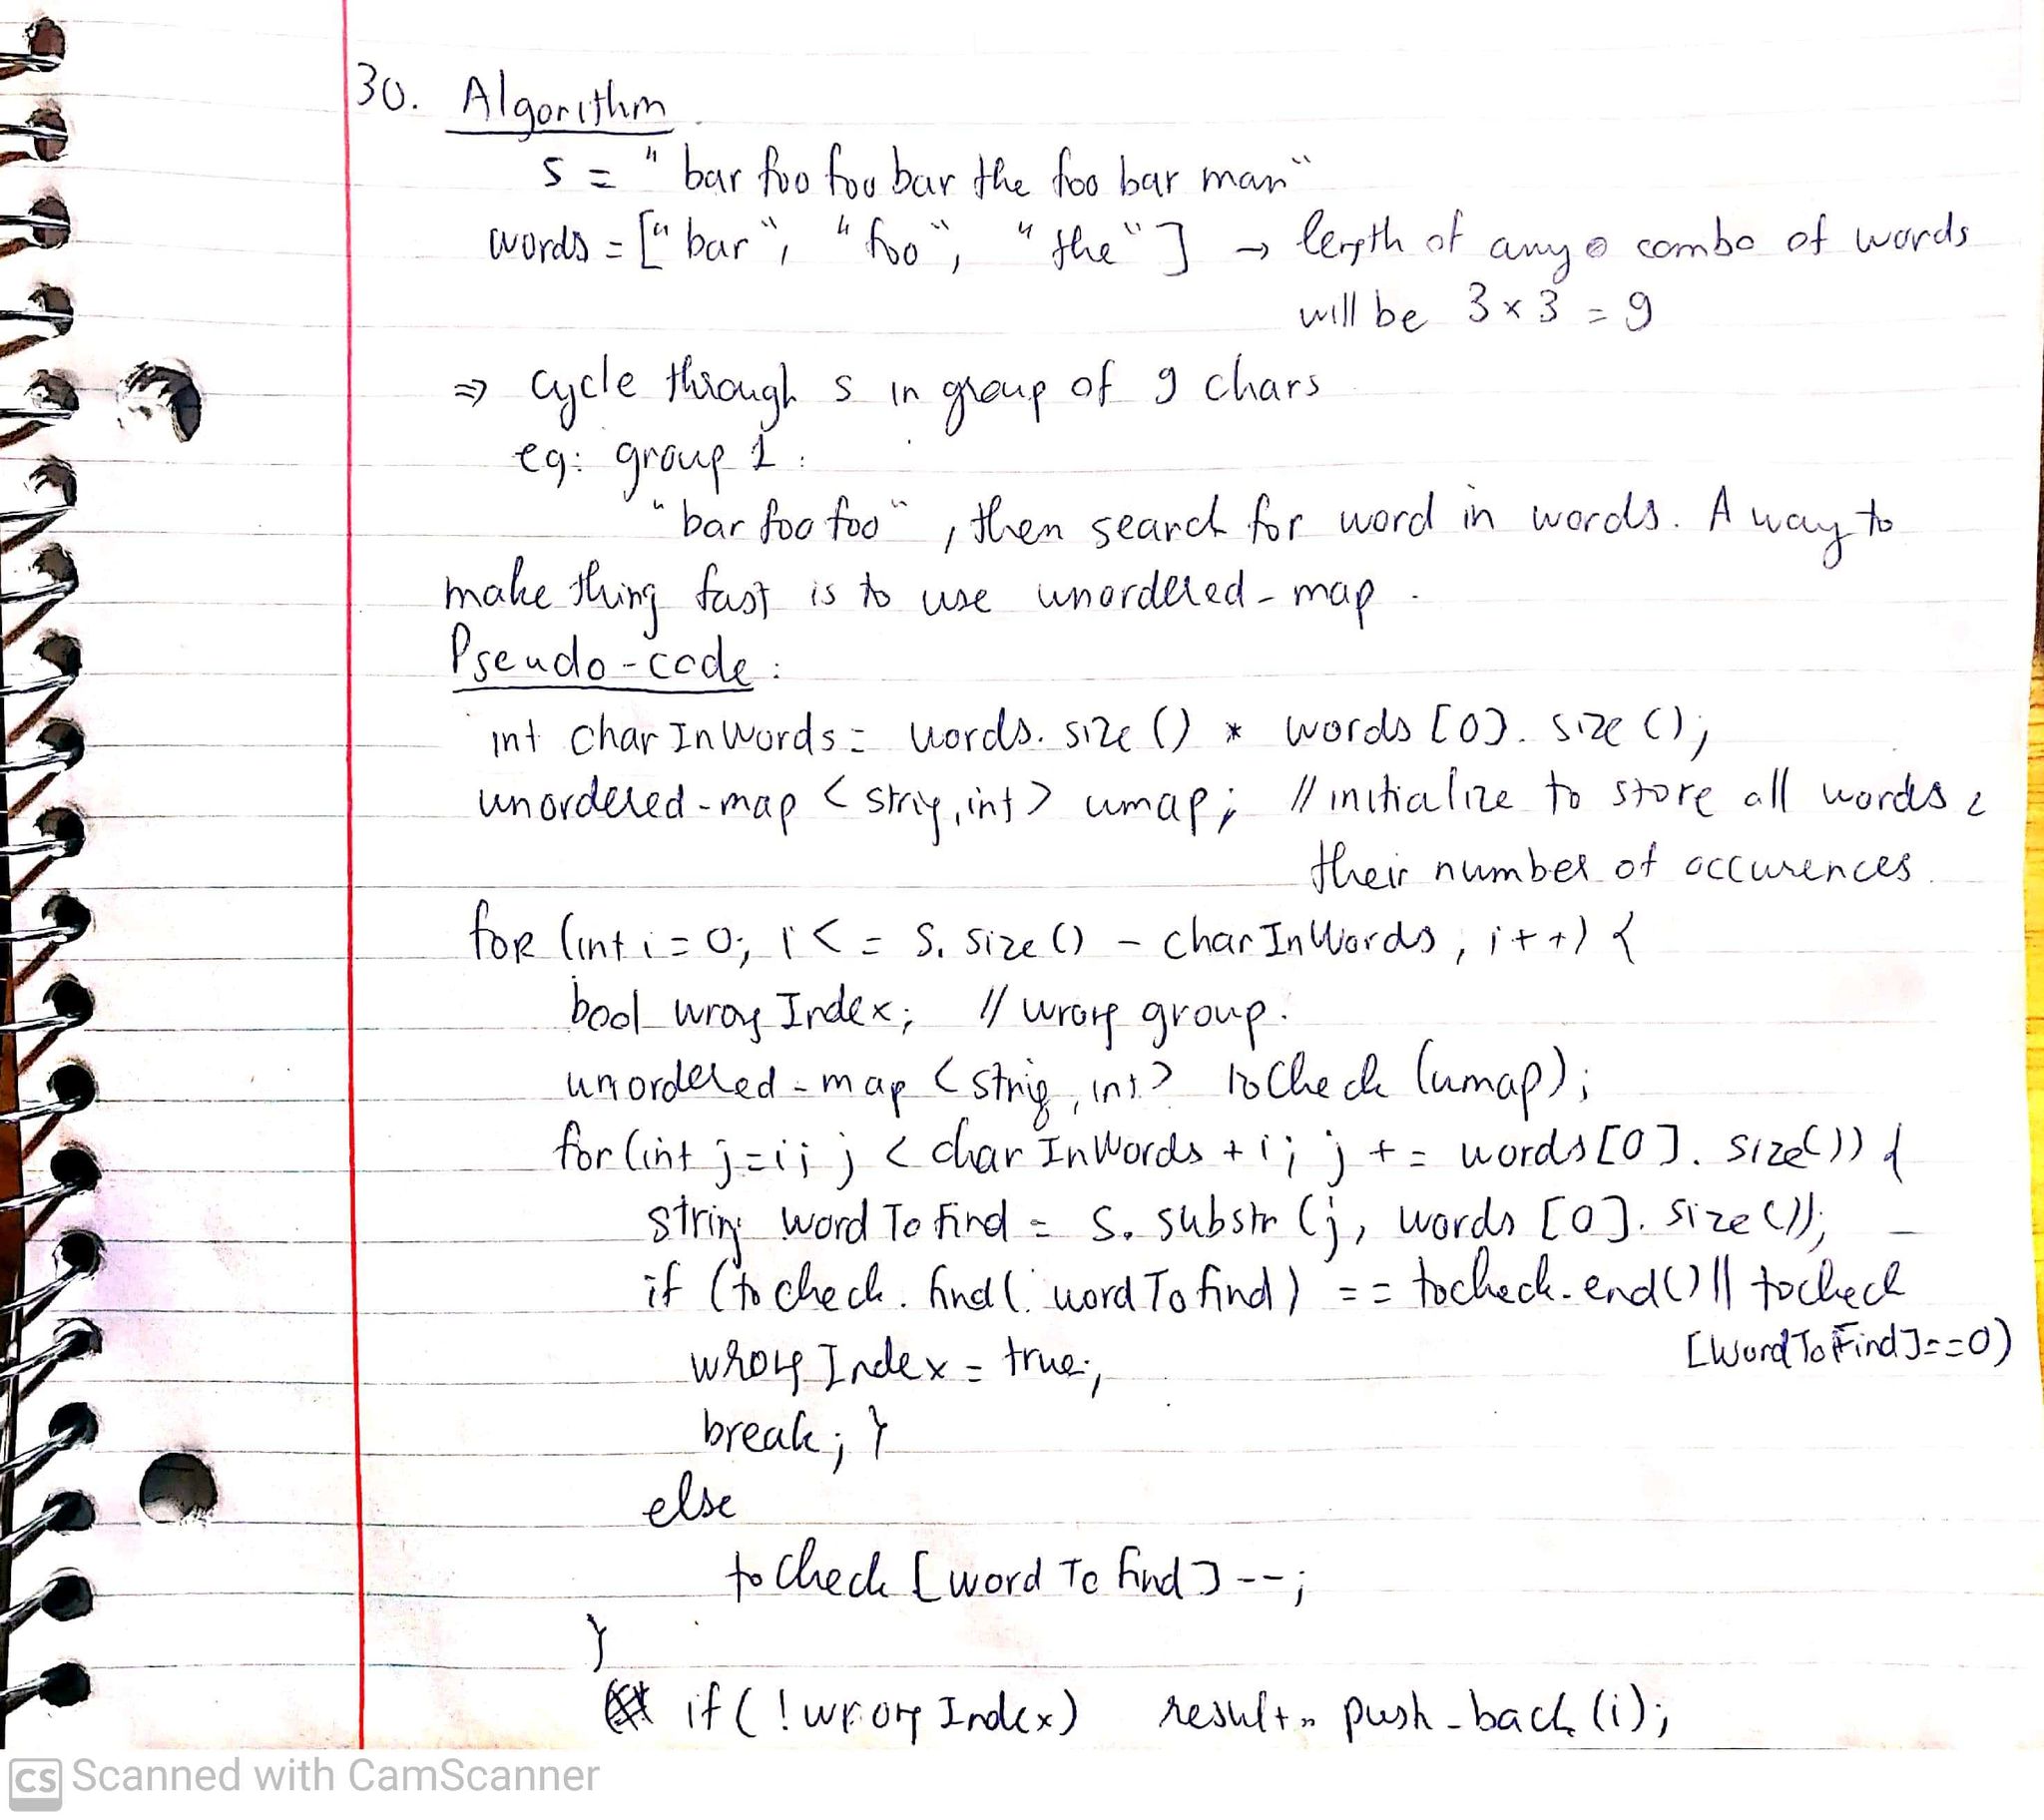 30. Algorithm
s = "bar foo foo bar the foo bar man"
words = ["bar", "foo", "the"] → length of any combo of words
will be 3 x 3 = 9
⇒ cycle through s in group of 9 chars
eg: group 1:
"bar foo foo", then search for word in words. A way to
make thing fast is to use unordered-map.
Pseudo-code:
int charInWords = words.size() * words[0].size();
unordered-map <string, int> umap; // initialize to store all words &
their number of occurences.
for (int i = 0; i <= s.size() - charInWords, i++) {
bool wrongIndex; // wrong group.
unordered-map <string, int> toCheck (umap);
for (int j=i; j < charInWords + i; j += words[0].size()) {
string wordToFind = s.substr(j, words[0].size());
if (tocheck.find(wordTofind) == tocheck.end() || tocheck
[WordToFind]==0)
wrongIndex = true;
break; }
else
toCheck [wordTofind]--;
}
if (!wrongIndex) result.push-back(i);
CS Scanned with CamScanner